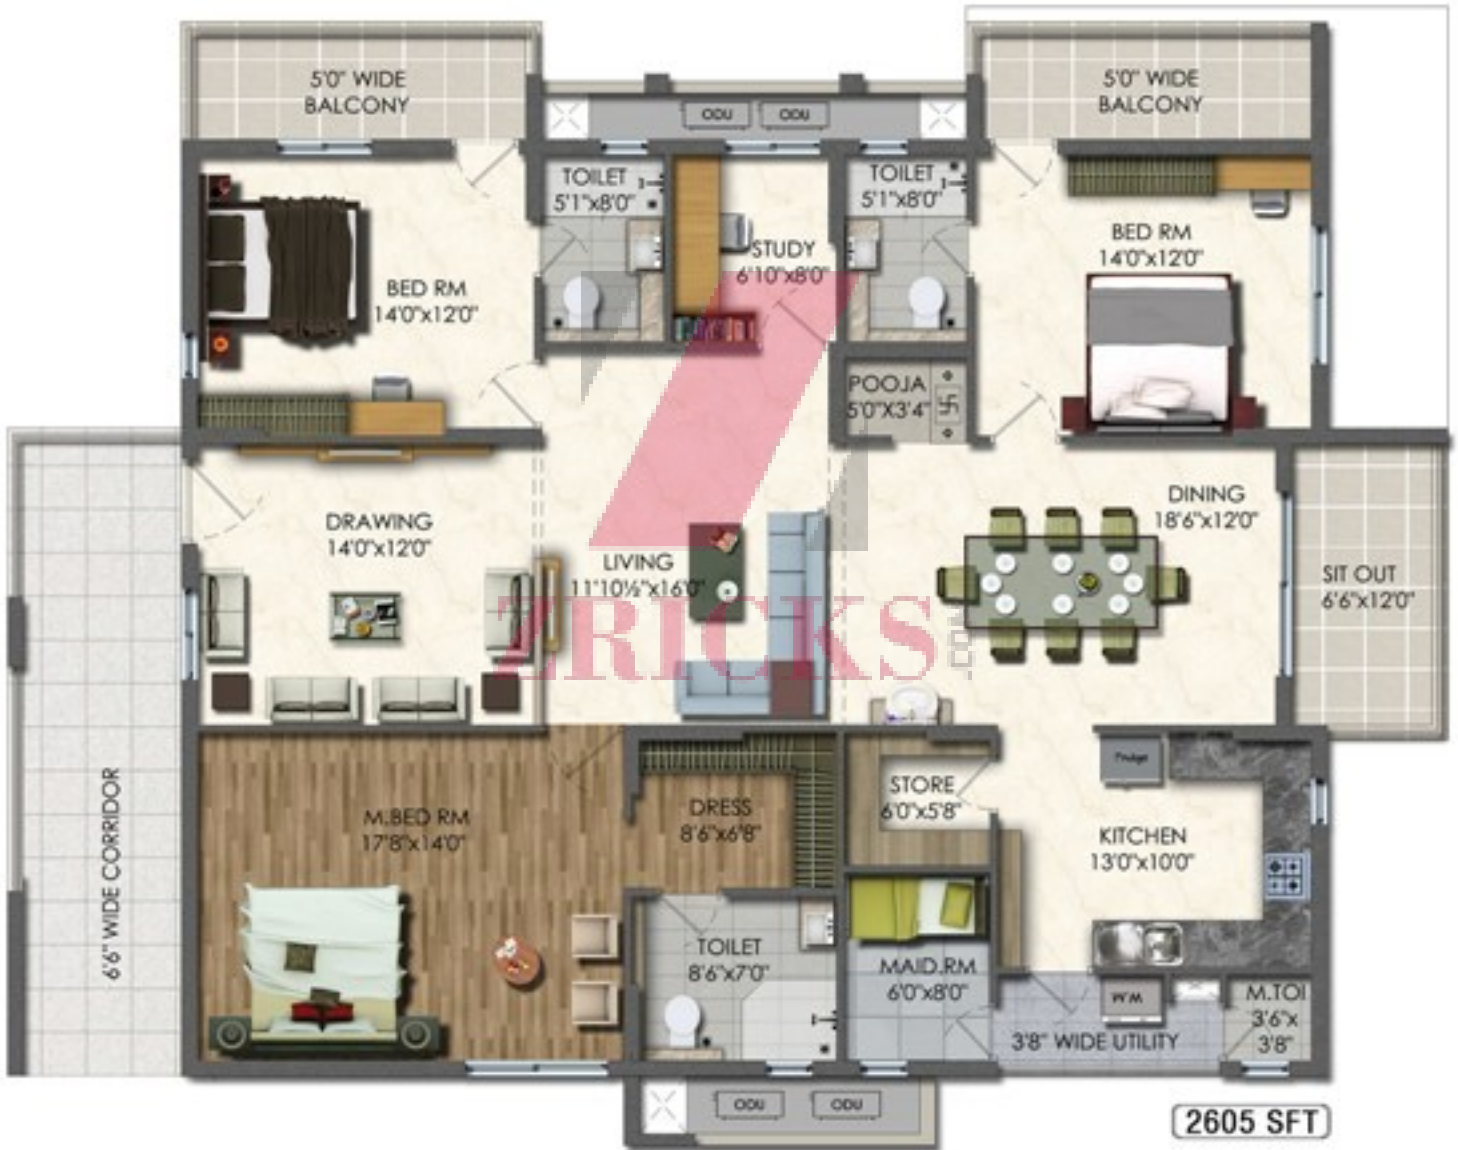 5'0" WIDE
BALCONY
ODU
ODU
5'0" WIDE
BALCONY
TOILET
5'1"x8'0"
STUDY
6'10"x8'0"
TOILET
5'1"x8'0"
BED RM
14'0"x12'0"
BED RM
14'0"x12'0"
POOJA
5'0"X3'4"
DRAWING
14'0"x12'0"
LIVING
11'10½"x16'0"
DINING
18'6"x12'0"
SIT OUT
6'6"x12'0"
ZRICKS
.COM
6'6" WIDE CORRIDOR
M.BED RM
17'8"x14'0"
DRESS
8'6"x6'8"
STORE
6'0"x5'8"
Fridge
KITCHEN
13'0"x10'0"
TOILET
8'6"x7'0"
MAID.RM
6'0"x8'0"
W.M
3'8" WIDE UTILITY
M.TOI
3'6"x
3'8"
ODU
ODU
2605 SFT